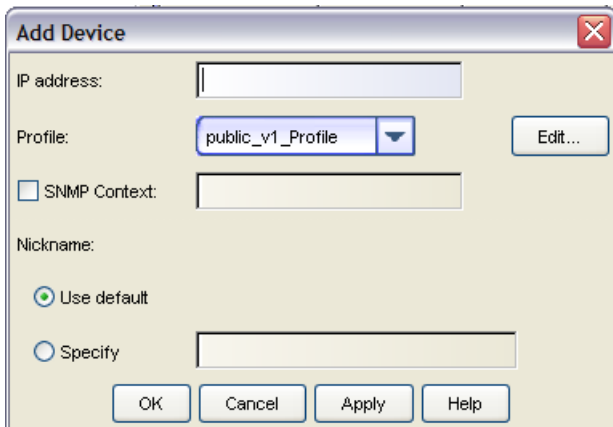 Add Device
IP address:
Profile: public_v1_Profile Edit...
SNMP Context:
Nickname:
Use default
Specify
OK Cancel Apply Help